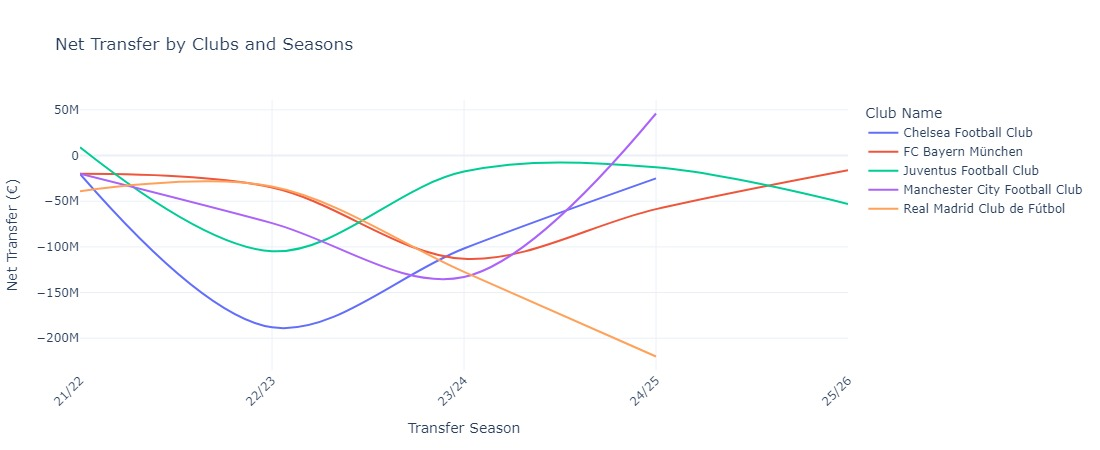 Net Transfer by Clubs and Seasons
Net Transfer (€)
50M
0
−50M
−100M
−150M
−200M
21/22
22/23
23/24
24/25
25/26
Transfer Season
Club Name
Chelsea Football Club
FC Bayern München
Juventus Football Club
Manchester City Football Club
Real Madrid Club de Fútbol